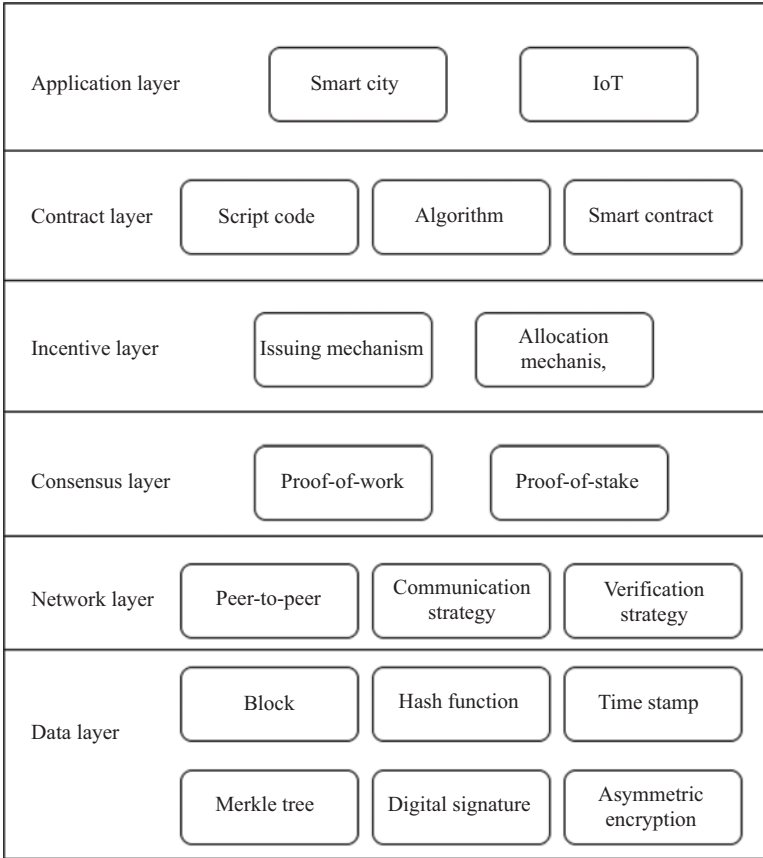 Application layer
Smart city
IoT
Contract layer
Script code
Algorithm
Smart contract
Incentive layer
Issuing mechanism
Allocation
mechanis,
Consensus layer
Proof-of-work
Proof-of-stake
Network layer
Peer-to-peer
Communication
strategy
Verification
strategy
Data layer
Block
Hash function
Time stamp
Merkle tree
Digital signature
Asymmetric
encryption